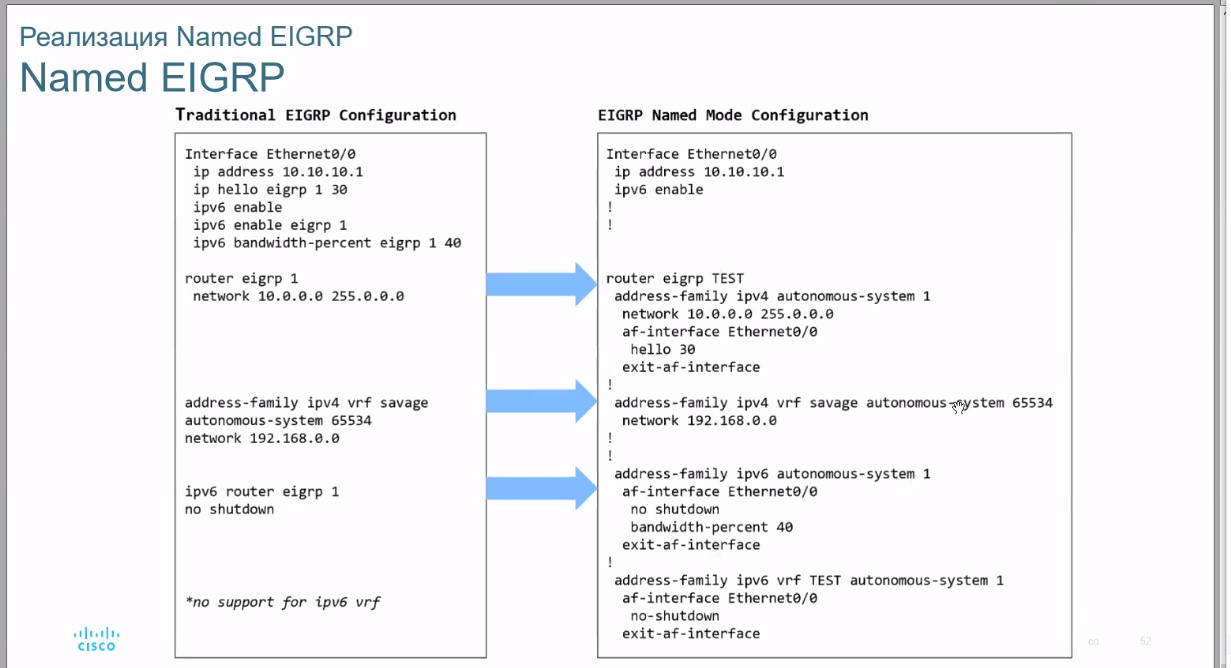 Реализация Named EIGRP
Named EIGRP
Traditional EIGRP Configuration
Interface Ethernet0/0
ip address 10.10.10.1
ip hello eigrp 1 30
ipv6 enable
ipv6 enable eigrp 1
ipv6 bandwidth-percent eigrp 1 40
router eigrp 1
network 10.0.0.0 255.0.0.0
address-family ipv4 vrf savage
autonomous-system 65534
network 192.168.0.0
ipv6 router eigrp 1
no shutdown
*no support for ipv6 vrf
EIGRP Named Mode Configuration
Interface Ethernet0/0
ip address 10.10.10.1
ipv6 enable
!
!
router eigrp TEST
address-family ipv4 autonomous-system 1
network 10.0.0.0 255.0.0.0
af-interface Ethernet0/0
hello 30
exit-af-interface
!
address-family ipv4 vrf savage autonomous-system 65534
network 192.168.0.0
!
!
address-family ipv6 autonomous-system 1
af-interface Ethernet0/0
no shutdown
bandwidth-percent 40
exit-af-interface
!
address-family ipv6 vrf TEST autonomous-system 1
af-interface Ethernet0/0
no-shutdown
exit-af-interface
CISCO
52